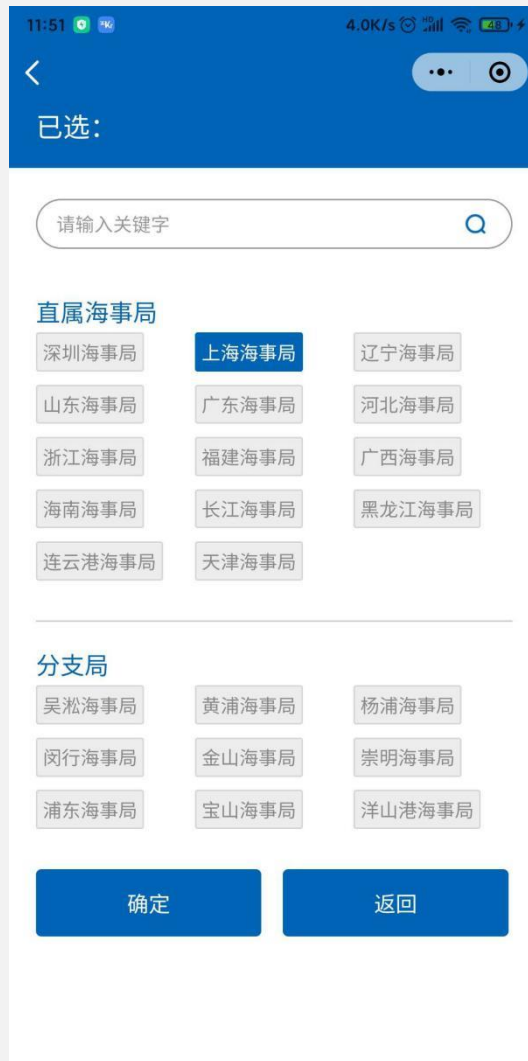 11:51 4.0K/s HD 48
已选：
请输入关键字
直属海事局
深圳海事局 上海海事局 辽宁海事局
山东海事局 广东海事局 河北海事局
浙江海事局 福建海事局 广西海事局
海南海事局 长江海事局 黑龙江海事局
连云港海事局 天津海事局
分支局
吴淞海事局 黄浦海事局 杨浦海事局
闵行海事局 金山海事局 崇明海事局
浦东海事局 宝山海事局 洋山港海事局
确定 返回